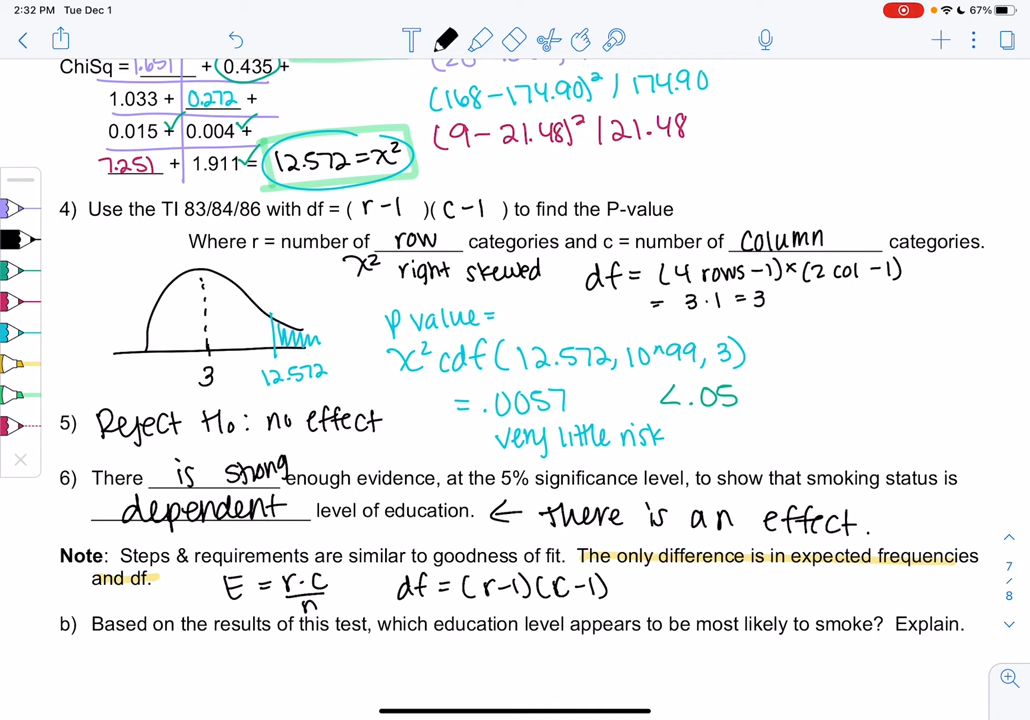 2:32 PM Tue Dec 1 67%
ChiSq = 1.651 + 0.435 +
(168-174.90)² / 174.90
1.033 + 0.272 +
0.015 + 0.004 +
(9-21.48)² / 21.48
7.251 + 1.911 = 12.572 = x²
4) Use the TI 83/84/86 with df = ( r-1 )( c-1 ) to find the P-value
Where r = number of row categories and c = number of column categories.
x² right skewed
df = (4 rows-1)×(2 col-1)
= 3·1 = 3
p value =
x²cdf(12.572, 10^99, 3)
3 12.572
= .0057 <.05
very little risk
5) Reject Ho: no effect
6) There is strong enough evidence, at the 5% significance level, to show that smoking status is
dependent level of education. ← there is an effect.
Note: Steps & requirements are similar to goodness of fit. The only difference is in expected frequencies
and df. E = r·c/n df = (r-1)(c-1)
b) Based on the results of this test, which education level appears to be most likely to smoke? Explain.
7
/
8